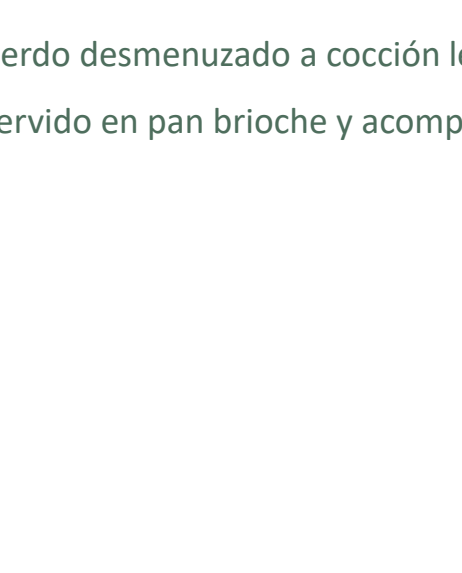 erdo desmenuzado a cocción l
ervido en pan brioche y acomp